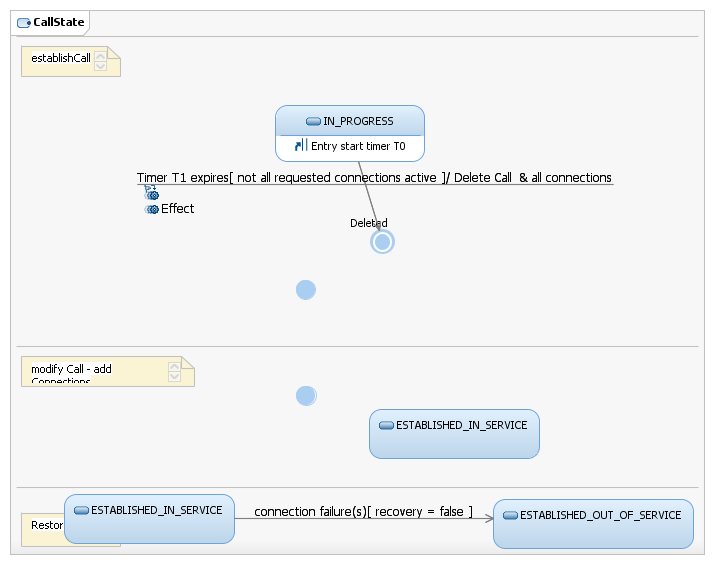 CallState
establishCall
IN_PROGRESS
Entry start timer T0
Timer T1 expires[ not all requested connections active ]/ Delete Call & all connections
Effect
Deleted
modify Call - add
Connections
ESTABLISHED_IN_SERVICE
ESTABLISHED_IN_SERVICE
connection failure(s)[ recovery = false ]
ESTABLISHED_OUT_OF_SERVICE
Restor